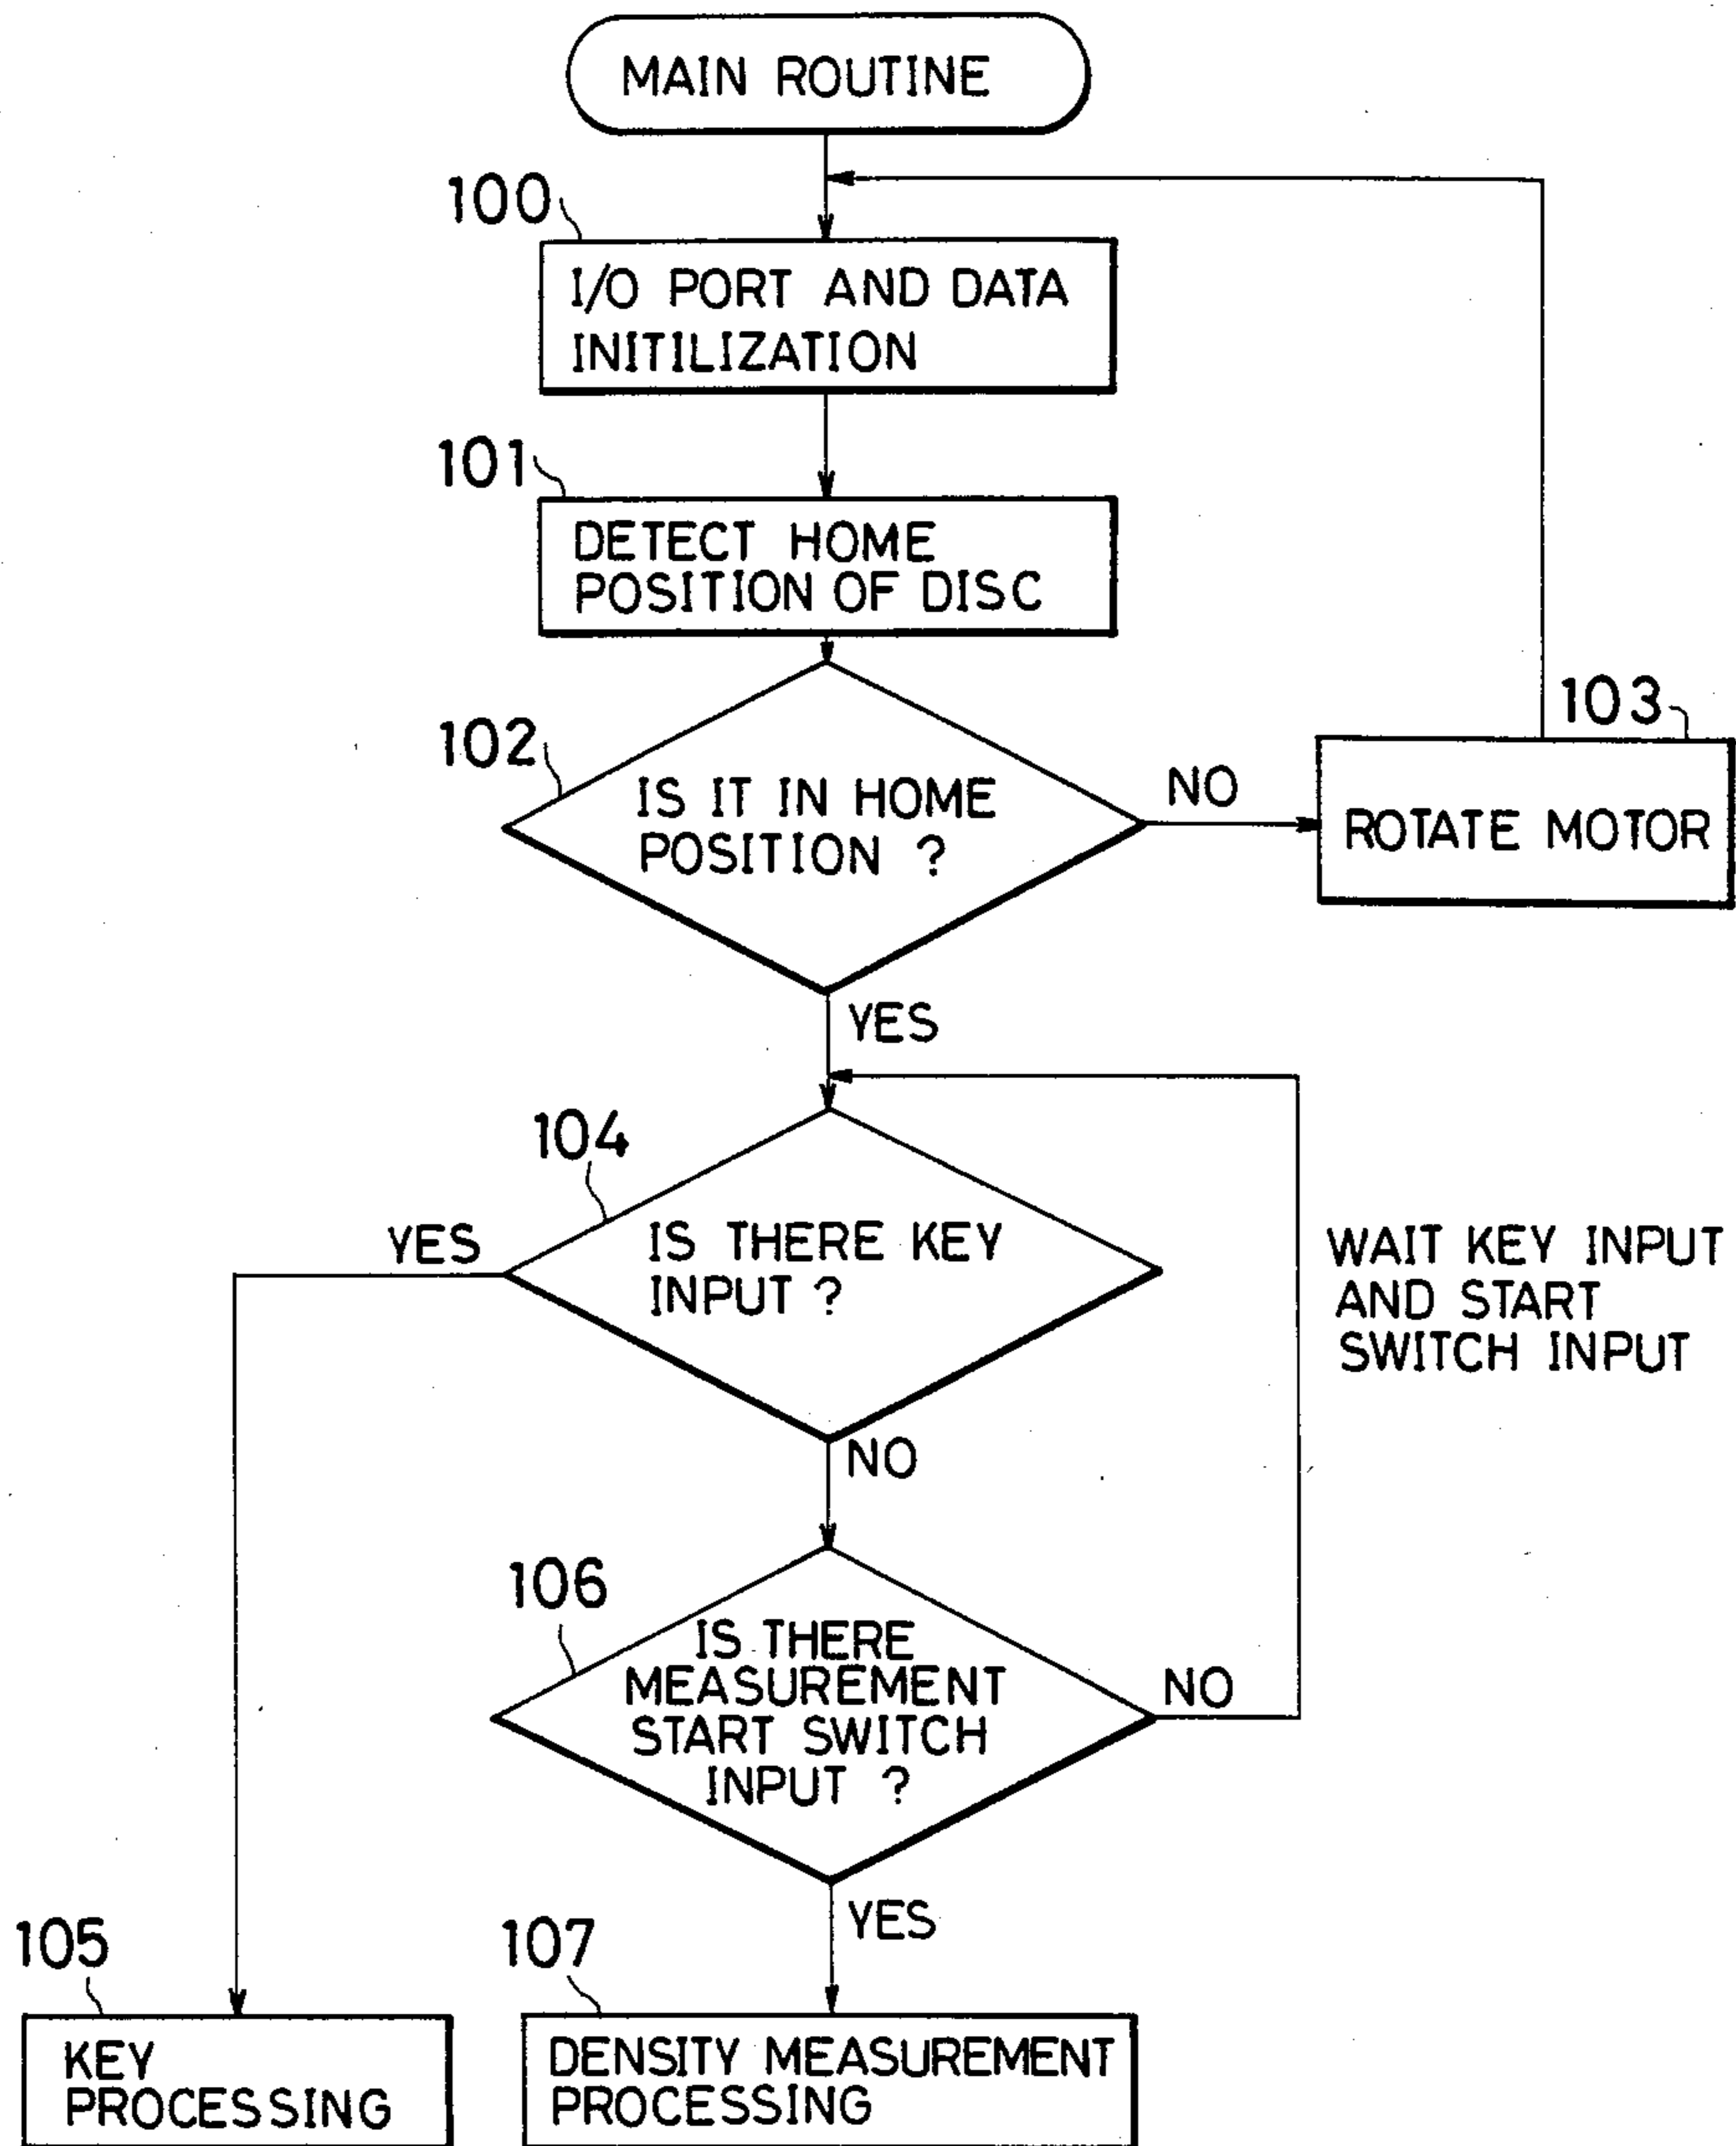 MAIN ROUTINE
100
I/O PORT AND DATA
INITILIZATION
101
DETECT HOME
POSITION OF DISC
102
IS IT IN HOME
POSITION ?
NO
103
ROTATE MOTOR
YES
104
IS THERE KEY
INPUT ?
YES
WAIT KEY INPUT
AND START
SWITCH INPUT
NO
106
IS THERE
MEASUREMENT
START SWITCH
INPUT ?
NO
YES
105
KEY
PROCESSING
107
DENSITY MEASUREMENT
PROCESSING